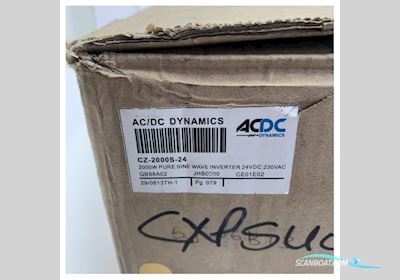 AC/DC DYNAMICS
ACDC
DYNAMICS
CZ-2000S-24
2000W PURE SINE WAVE INVERTER 24VDC:230VAC
QB98A02 JHB0000 CE01E02
29/0813TH-1 Pg 079
SCANBOAT.COM